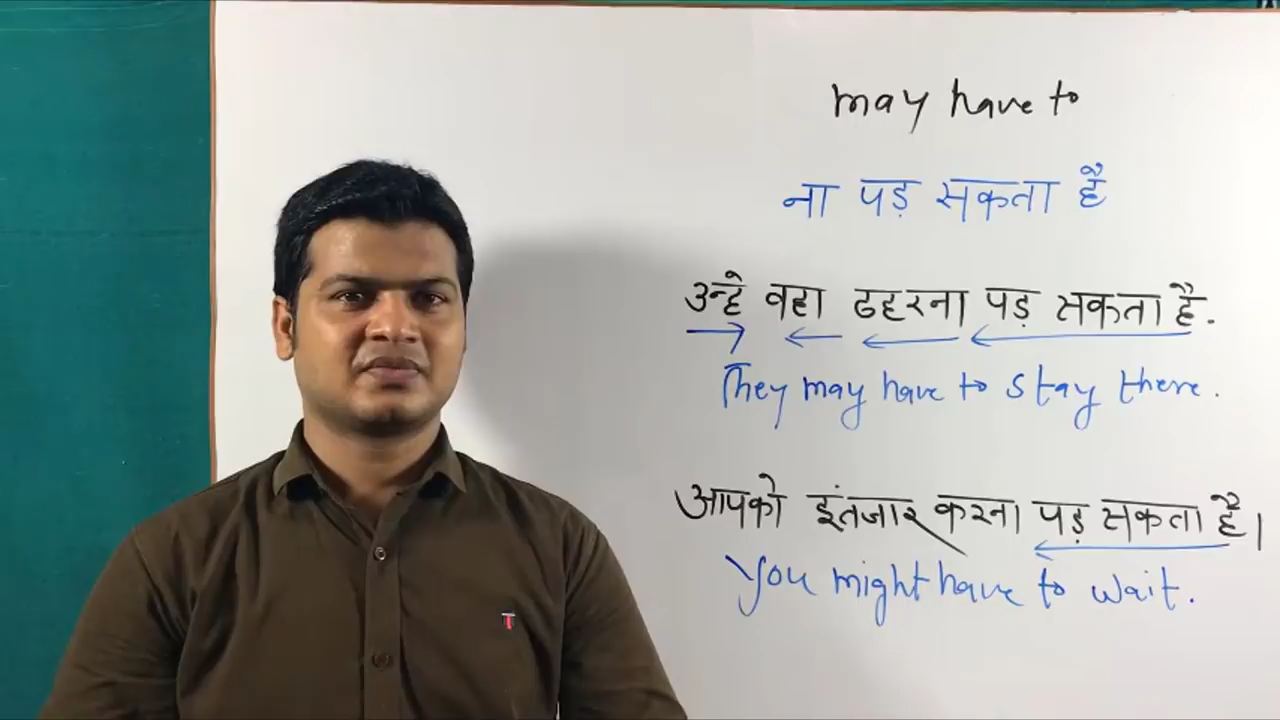 may have to
ना पड़ सकता है
उन्हे वहा ठहरना पड़ सकता है.
They may have to stay there.
आपको इंतजार करना पड़ सकता है।
You might have to wait.